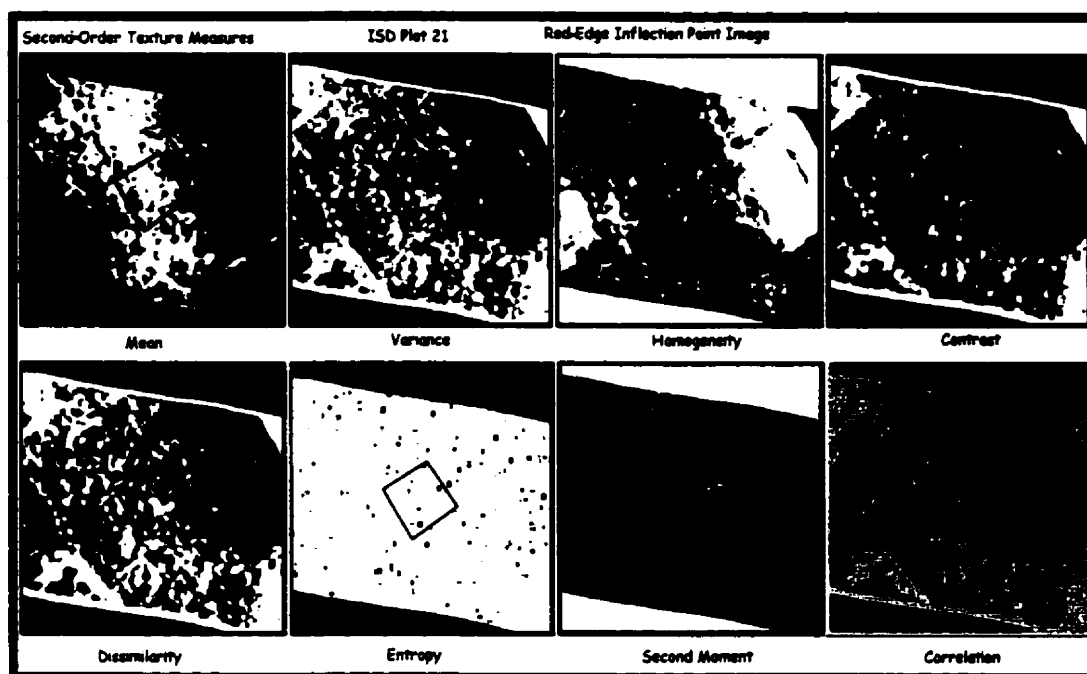 Second-Order Texture Measures ISD Plot 21 Red-Edge Inflection Point Image
Mean Variance Homogeneity Contrast
Dissimilarity Entropy Second Moment Correlation